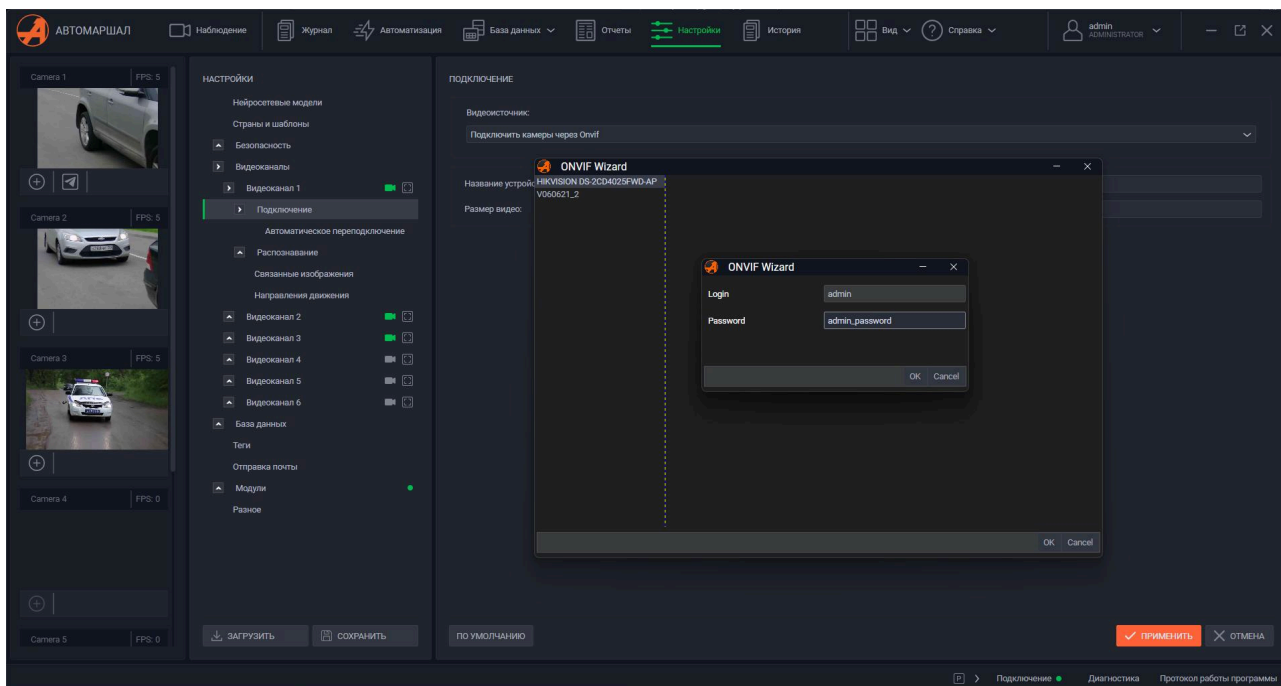 АВТОМАРШАЛ
Наблюдение
Журнал
Автоматизация
База данных
Отчеты
Настройки
История
Вид
Справка
admin
ADMINISTRATOR
Camera 1 FPS: 5
Camera 2 FPS: 5
Camera 3 FPS: 5
Camera 4 FPS: 0
Camera 5 FPS: 0
НАСТРОЙКИ
Нейросетевые модели
Страны и шаблоны
Безопасность
Видеоканалы
Видеоканал 1
Подключение
Автоматическое переподключение
Распознавание
Связанные изображения
Направления движения
Видеоканал 2
Видеоканал 3
Видеоканал 4
Видеоканал 5
Видеоканал 6
База данных
Теги
Отправка почты
Модули
Разное
ЗАГРУЗИТЬ
СОХРАНИТЬ
ПОДКЛЮЧЕНИЕ
Видеоисточник:
Подключить камеры через Onvif
Название устрой
Размер видео:
ONVIF Wizard
HIKVISION DS-2CD4025FWD-AP
V060621_2
ONVIF Wizard
Login admin
Password admin_password
OK Cancel
OK Cancel
ПО УМОЛЧАНИЮ
ПРИМЕНИТЬ
ОТМЕНА
P
Подключение
Диагностика
Протокол работы программы